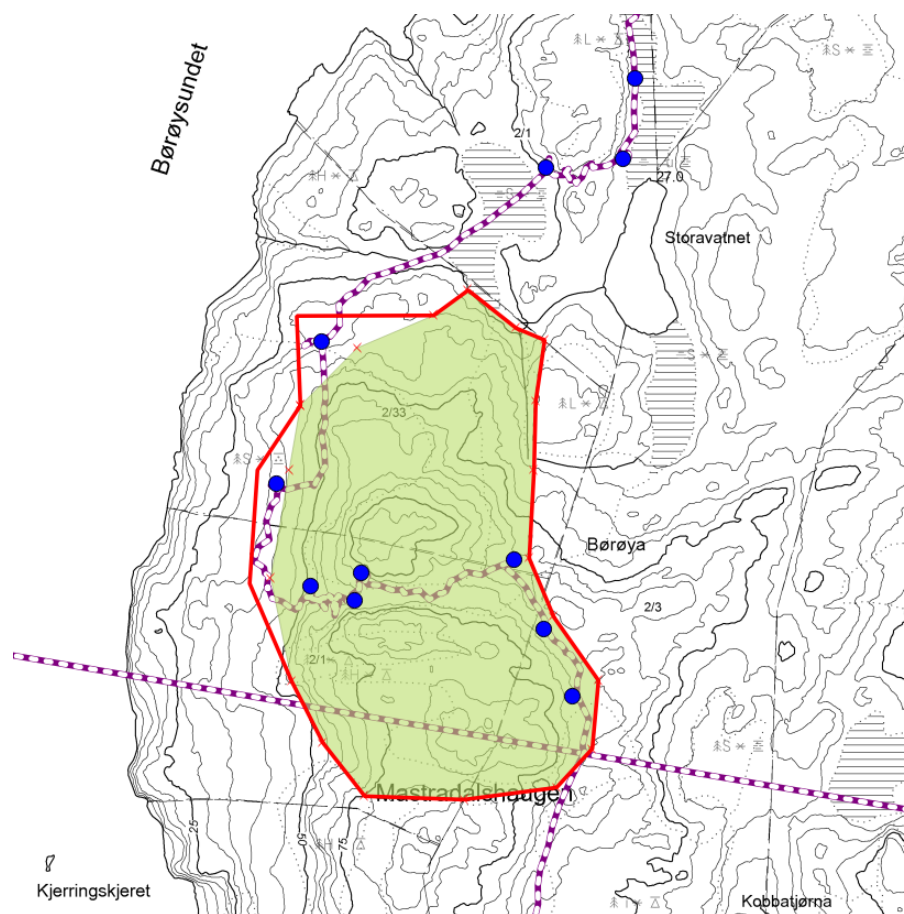 Børøysundet
L
S
2/1
27.0
H
S
Storavatnet
S
L
2/33
S
Børøya
2/3
2/1
H
S
Mastradalshaugen
25
50
75
H
Kjerringskjeret
Kobbatjørna